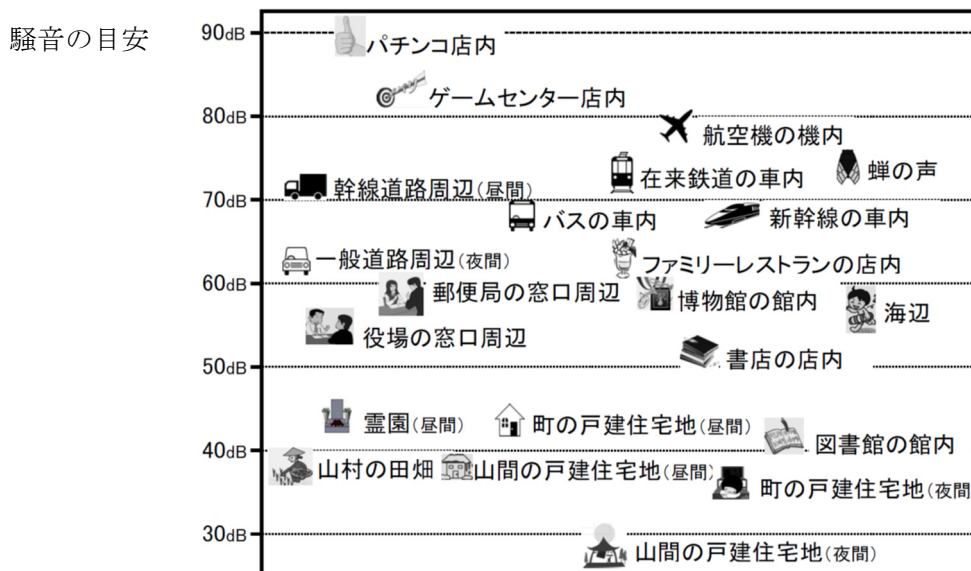 騒音の目安
90dB
パチンコ店内
ゲームセンター店内
80dB
航空機の機内
在来鉄道の車内
蝉の声
幹線道路周辺(昼間)
70dB
バスの車内
新幹線の車内
一般道路周辺(夜間)
ファミリーレストランの店内
60dB
郵便局の窓口周辺
博物館の館内
海辺
役場の窓口周辺
書店の店内
50dB
霊園(昼間)
町の戸建住宅地(昼間)
図書館の館内
40dB
山村の田畑
山間の戸建住宅地(昼間)
町の戸建住宅地(夜間
30dB
山間の戸建住宅地(夜間)